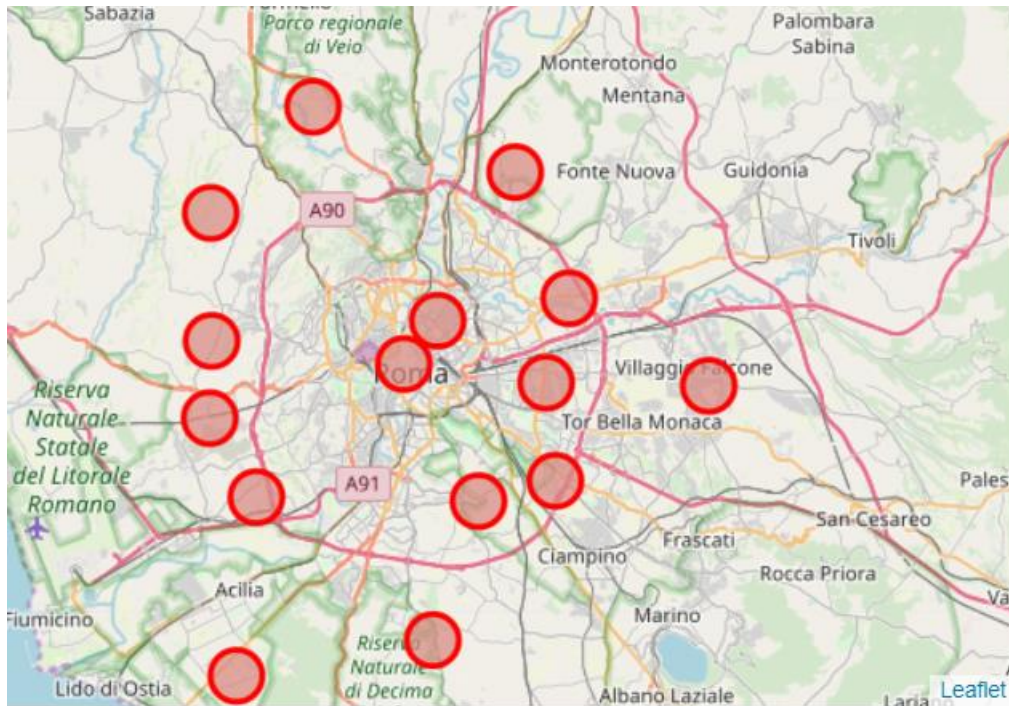 Sabazia
Parco regionale
di Veio
Palombara
Sabina
Monterotondo
Mentana
Fonte Nuova
Guidonia
A90
Tivoli
Roma
Villaggio
Riserva
Naturale
Statale
del Litorale
Romano
Tor Bella Monaca
A91
Pales
San Cesareo
Frascati
Ciampino
Rocca Priora
Acilia
Fiumicino
Marino
Va
Riserva
Naturale
di Decima
Lido di Ostia
Albano Laziale
Lariano
Leaflet